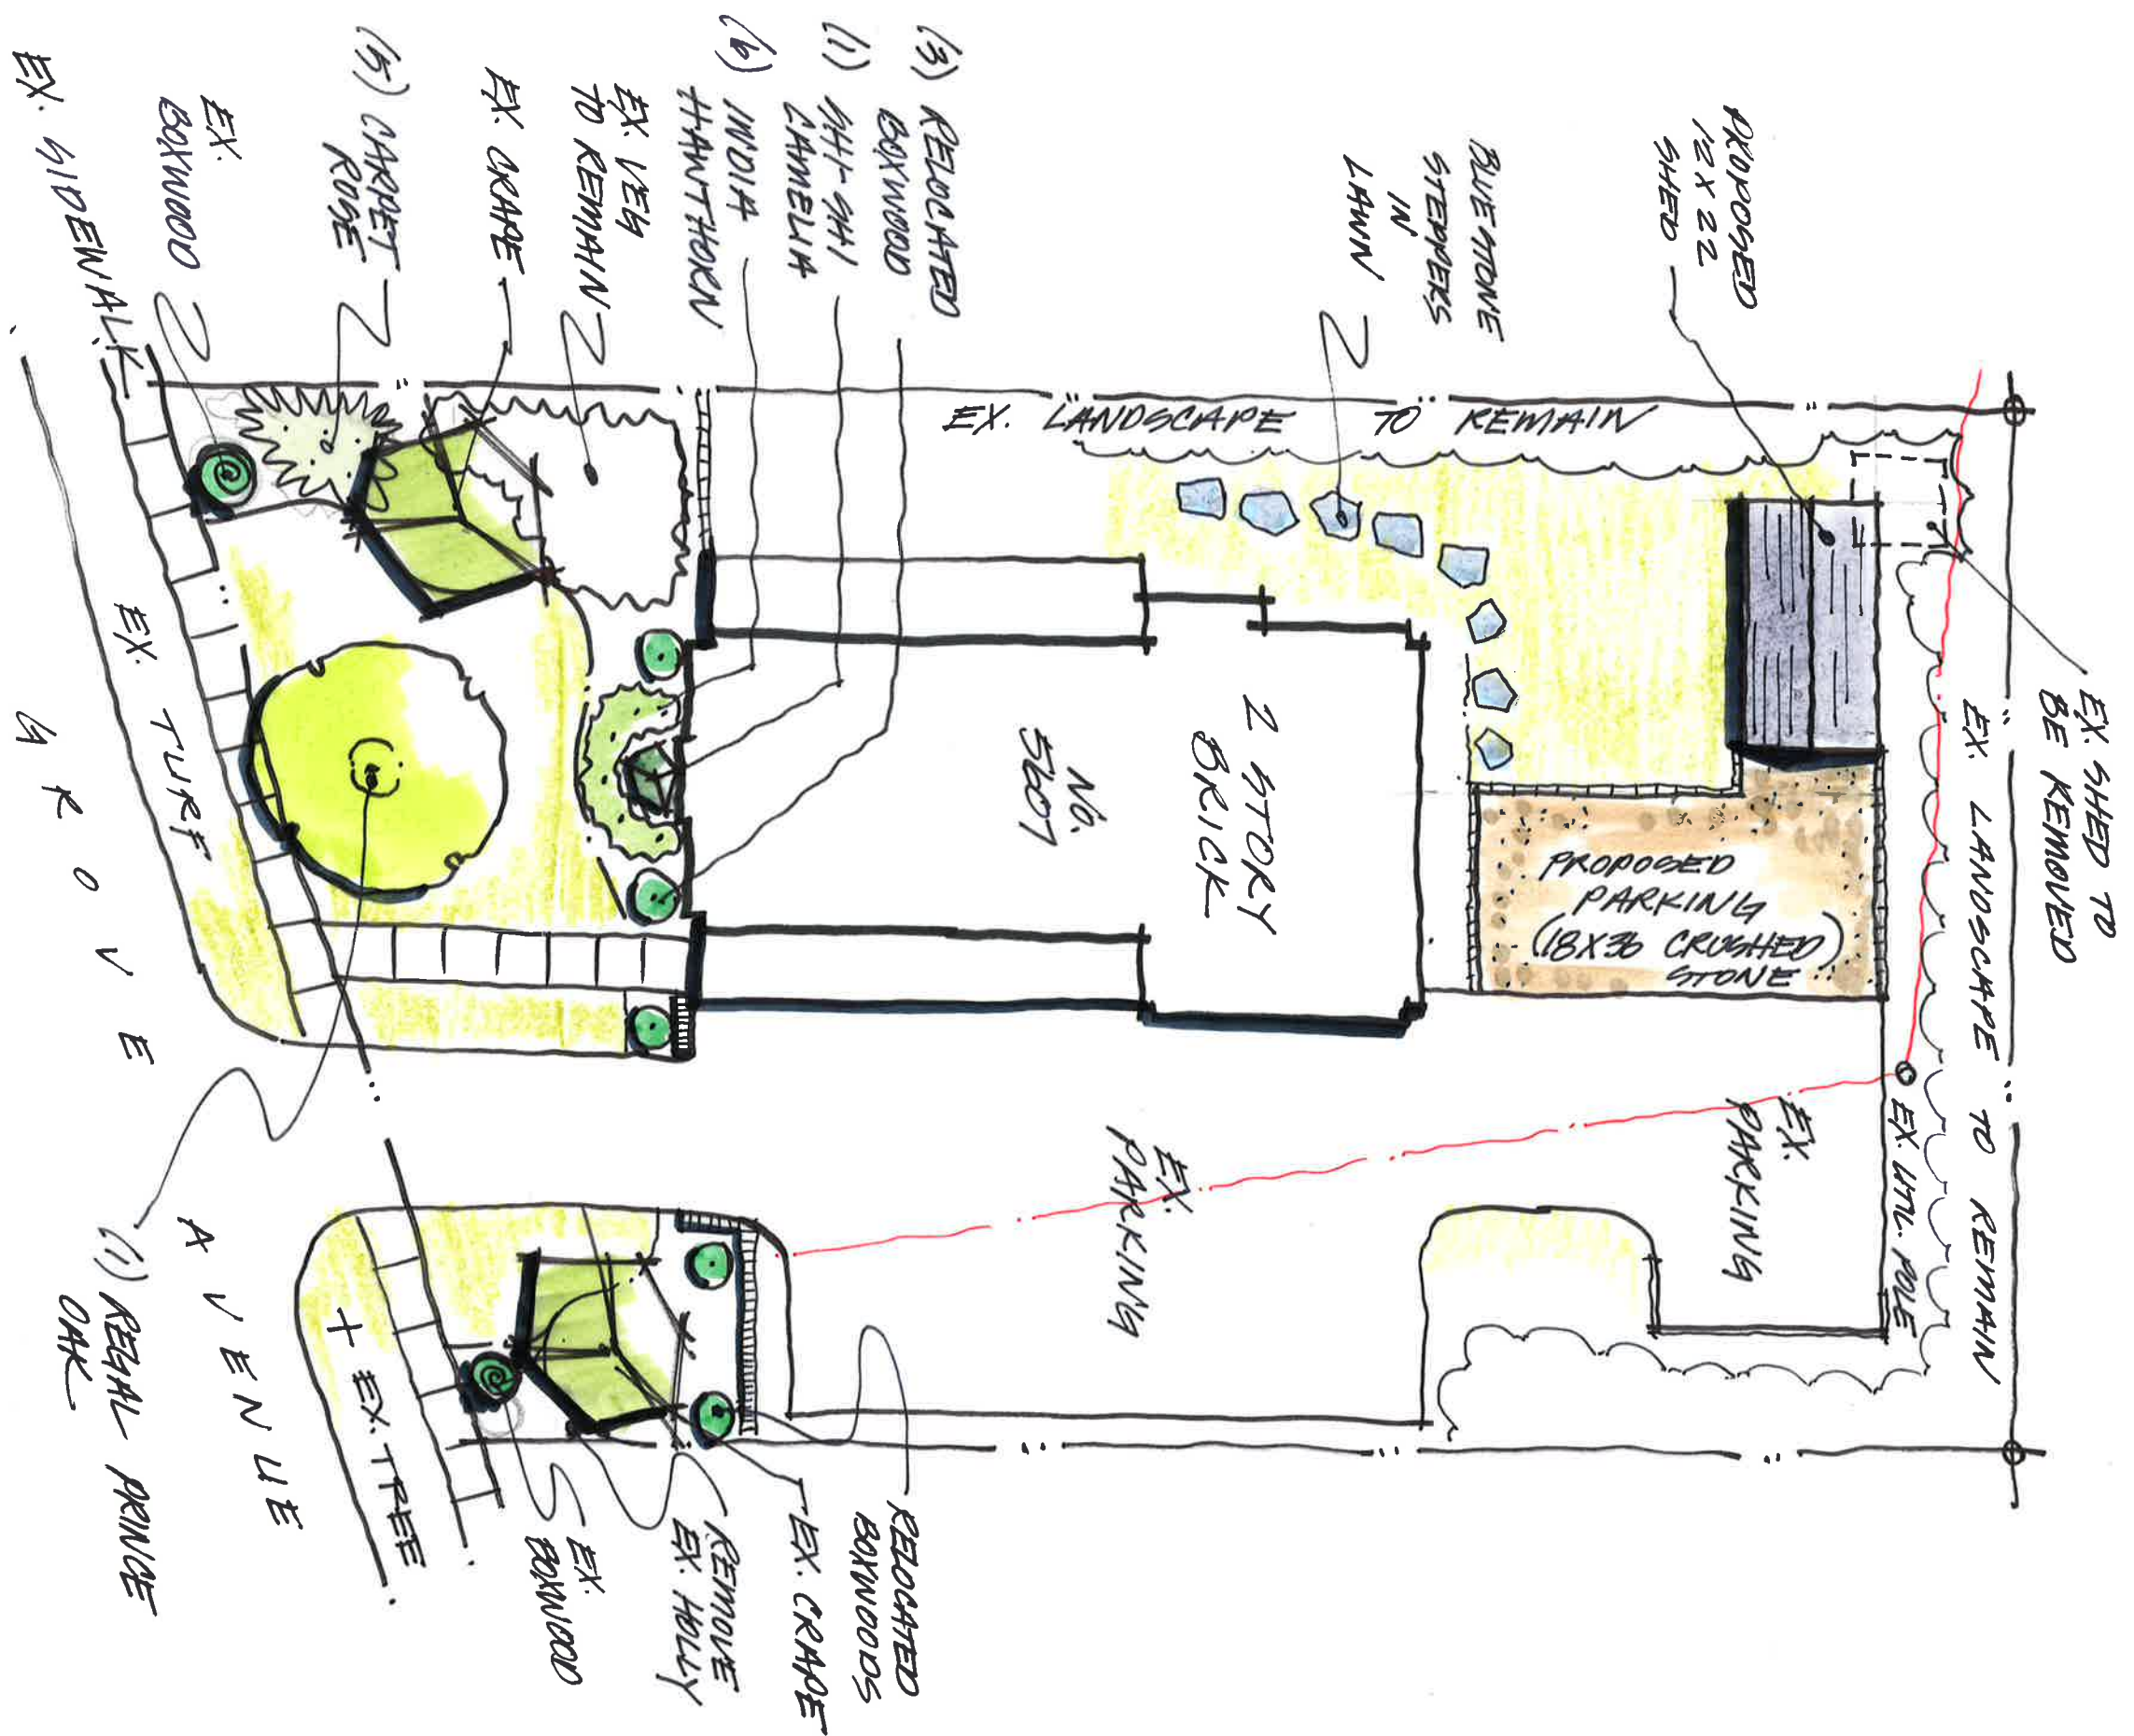 EX. SHED TO
BE REMOVED
EX. LANDSCAPE TO REMAIN
EX. UTIL. POLE
PROPOSED
12 X 22
SHED
EX.
PARKING
PROPOSED
PARKING
(18X36 CRUSHED)
STONE
BLUESTONE
STEPPERS
IN
LAWN
EX. LANDSCAPE TO REMAIN
2 STORY
BRICK
NO.
5607
EX.
PARKING
(3) RELOCATED
BOXWOOD
(1) SHI-SHI
CAMELIA
(6) INDIA
HAWTHORN
EX. VEG
TO REMAIN
EX. CRAPE
(15) CARPET
ROSE
EX.
BOXWOOD
EX. SIDEWALK
EX. TURF
RELOCATED
BOXWOODS
EX. CRAPE
REMOVE
EX. HOLLY
EX.
BOXWOOD
+ EX. TREE
GROVE AVENUE
(1) REGAL PRINCE
OAK